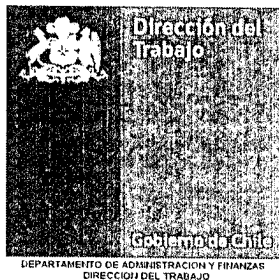 Dirección del
Trabajo
Gobierno de Chile
DEPARTAMENTO DE ADMINISTRACION Y FINANZAS
DIRECCION DEL TRABAJO